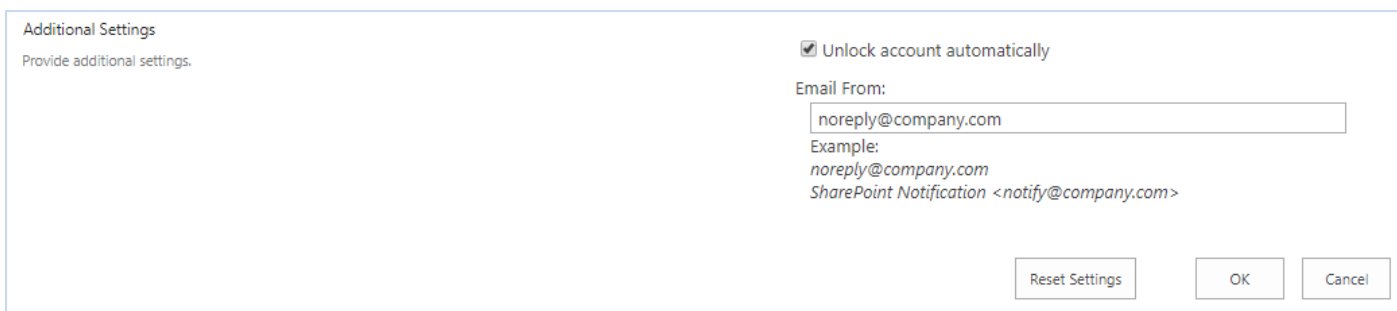 Additional Settings
Provide additional settings.
Unlock account automatically
Email From:
noreply@company.com
Example:
noreply@company.com
SharePoint Notification <notify@company.com>
Reset Settings
OK
Cancel